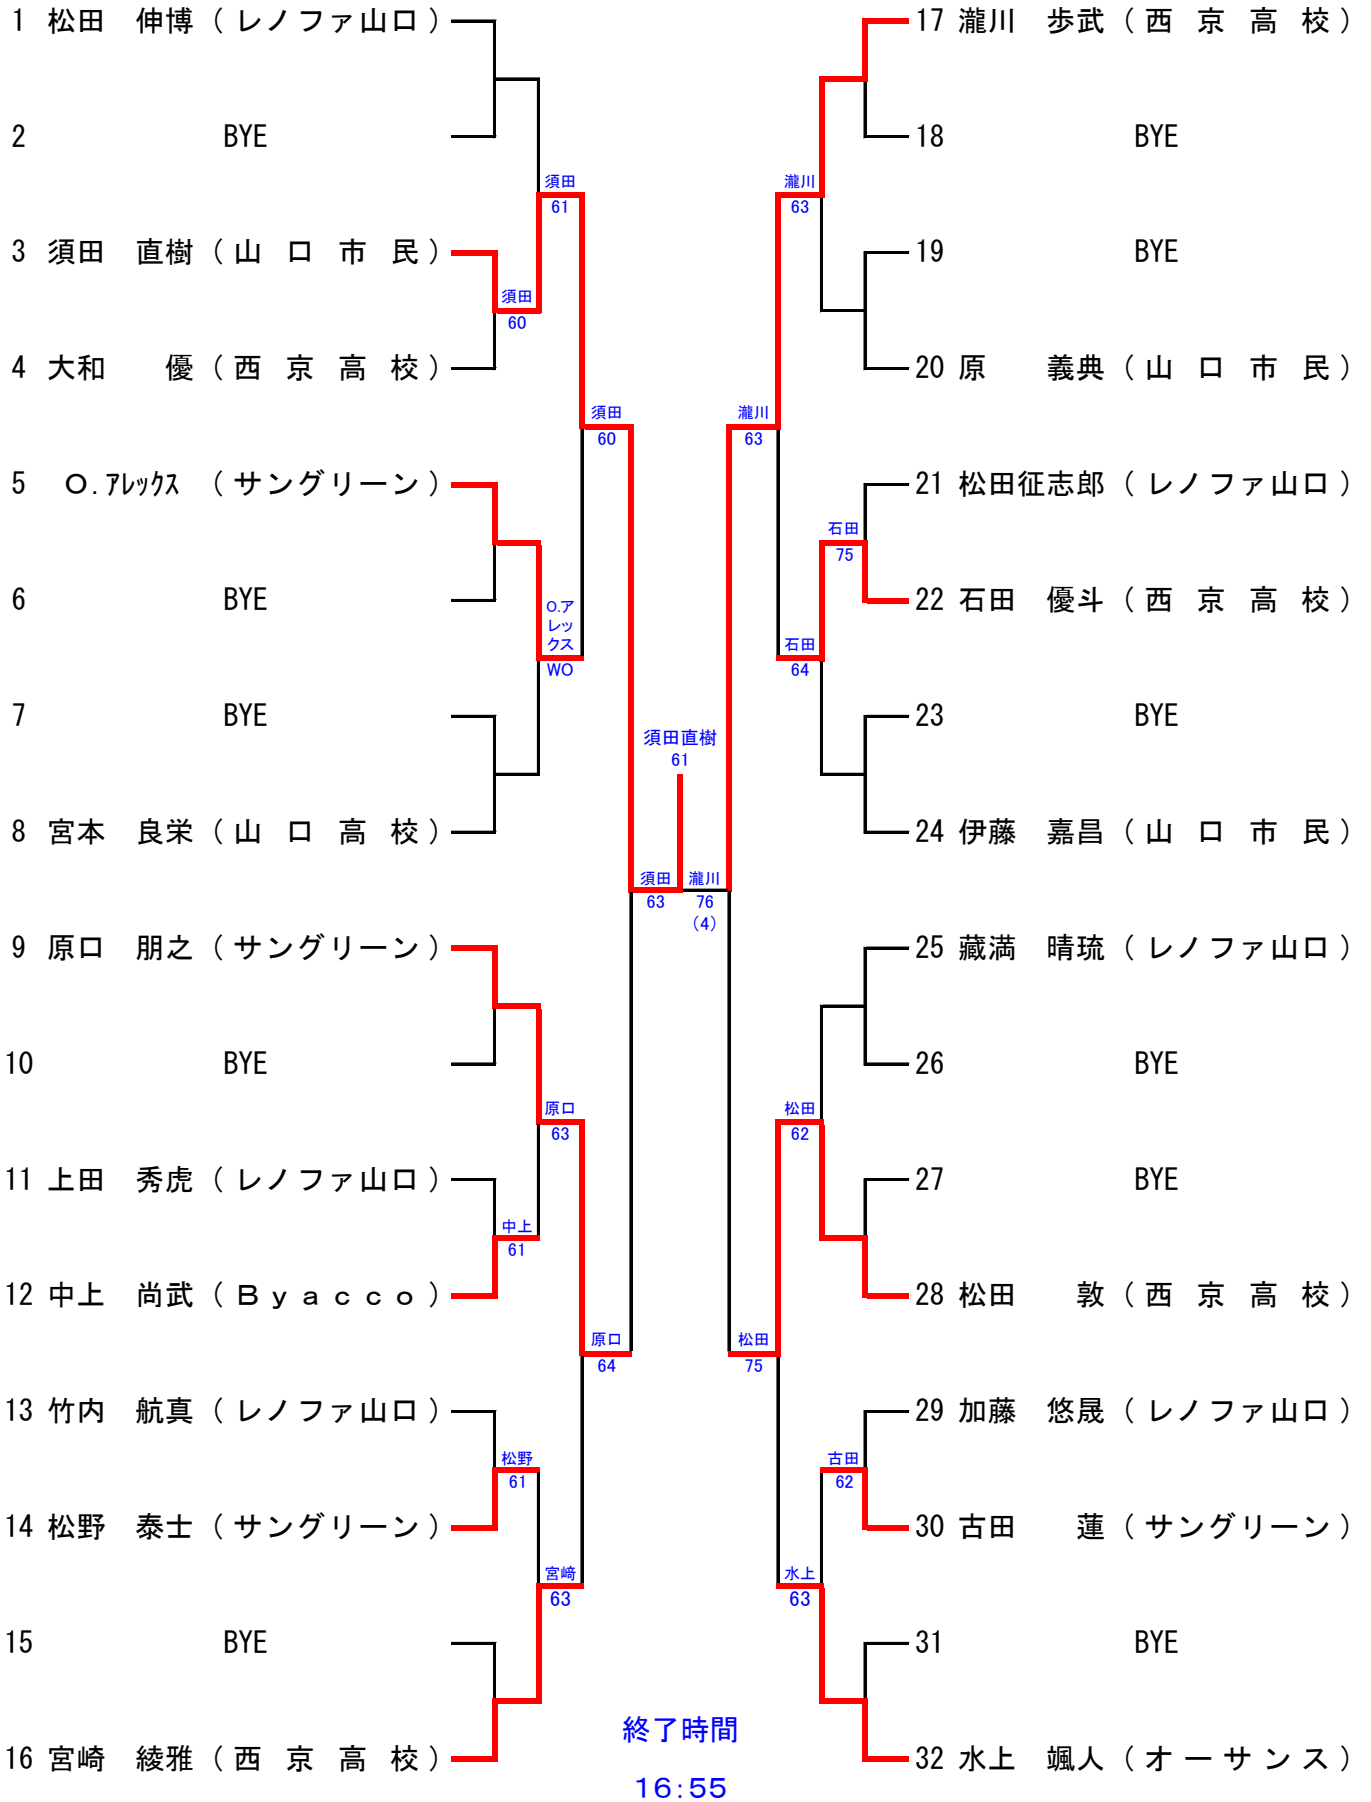 1 松田 伸博 (レノファ山口)
2 BYE
須田
61
3 須田 直樹 (山口市民)
須田
60
4 大和 優 (西京高校)
須田
60
5 O.アレックス (サングリーン)
6 BYE
O.ア
レッ
クス
WO
7 BYE
8 宮本 良栄 (山口高校)
9 原口 朋之 (サングリーン)
10 BYE
原口
63
11 上田 秀虎 (レノファ山口)
中上
61
12 中上 尚武 (Byacco)
原口
64
13 竹内 航真 (レノファ山口)
松野
61
14 松野 泰士 (サングリーン)
宮﨑
63
15 BYE
16 宮崎 綾雅 (西京高校)
須田直樹
61
須田
63
瀧川
76
(4)
17 瀧川 歩武 (西京高校)
18 BYE
瀧川
63
19 BYE
20 原 義典 (山口市民)
瀧川
63
21 松田征志郎 (レノファ山口)
石田
75
22 石田 優斗 (西京高校)
石田
64
23 BYE
24 伊藤 嘉昌 (山口市民)
25 藏満 晴琉 (レノファ山口)
26 BYE
松田
62
27 BYE
28 松田 敦 (西京高校)
松田
75
29 加藤 悠晟 (レノファ山口)
古田
62
30 古田 蓮 (サングリーン)
水上
63
31 BYE
32 水上 颯人 (オーサンス)
終了時間
16:55